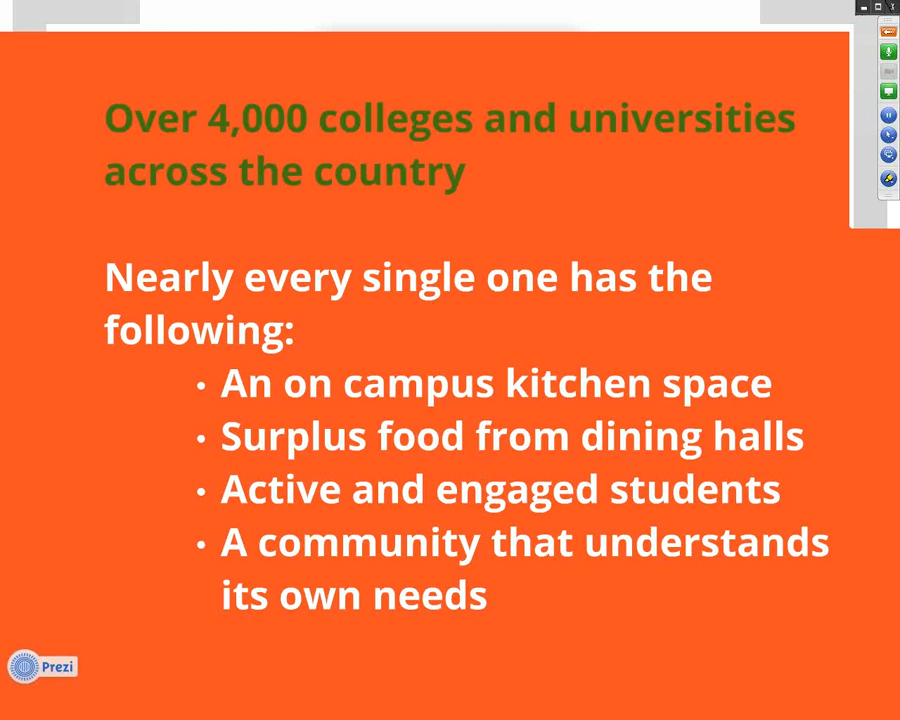 Over 4,000 colleges and universities
across the country
Nearly every single one has the
following:
• An on campus kitchen space
• Surplus food from dining halls
• Active and engaged students
• A community that understands
its own needs
Prezi